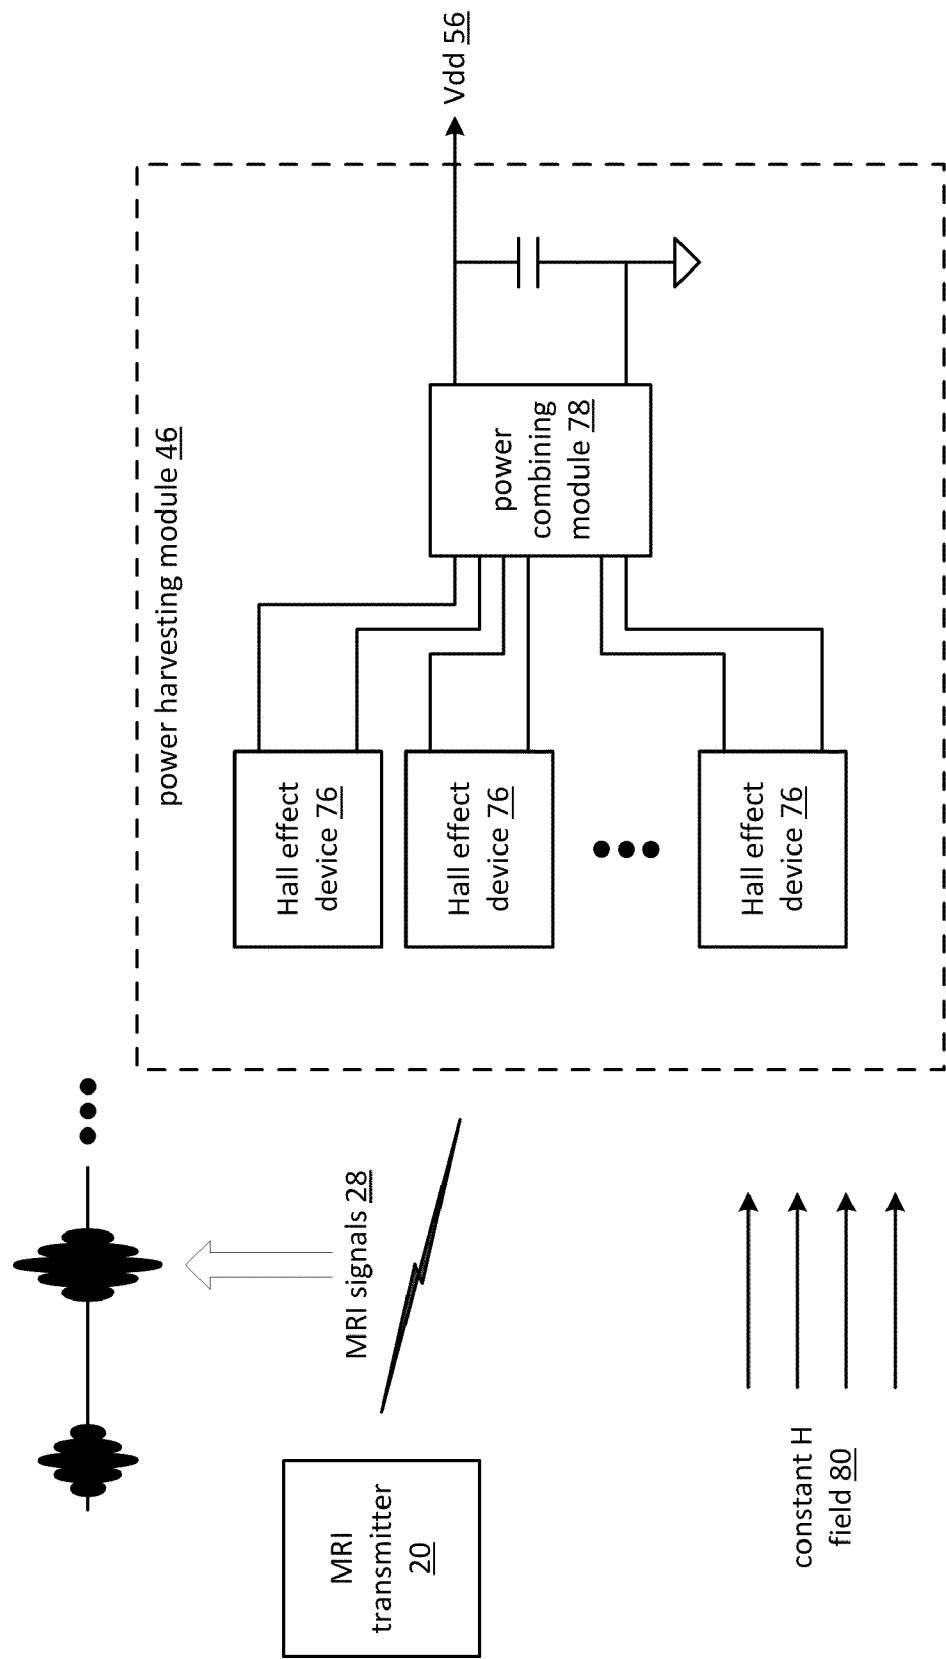 power harvesting module 46
Vdd 56
MRI signals 28
MRI
transmitter
20
Hall effect
device 76
Hall effect
device 76
Hall effect
device 76
power
combining
module 78
constant H
field 80